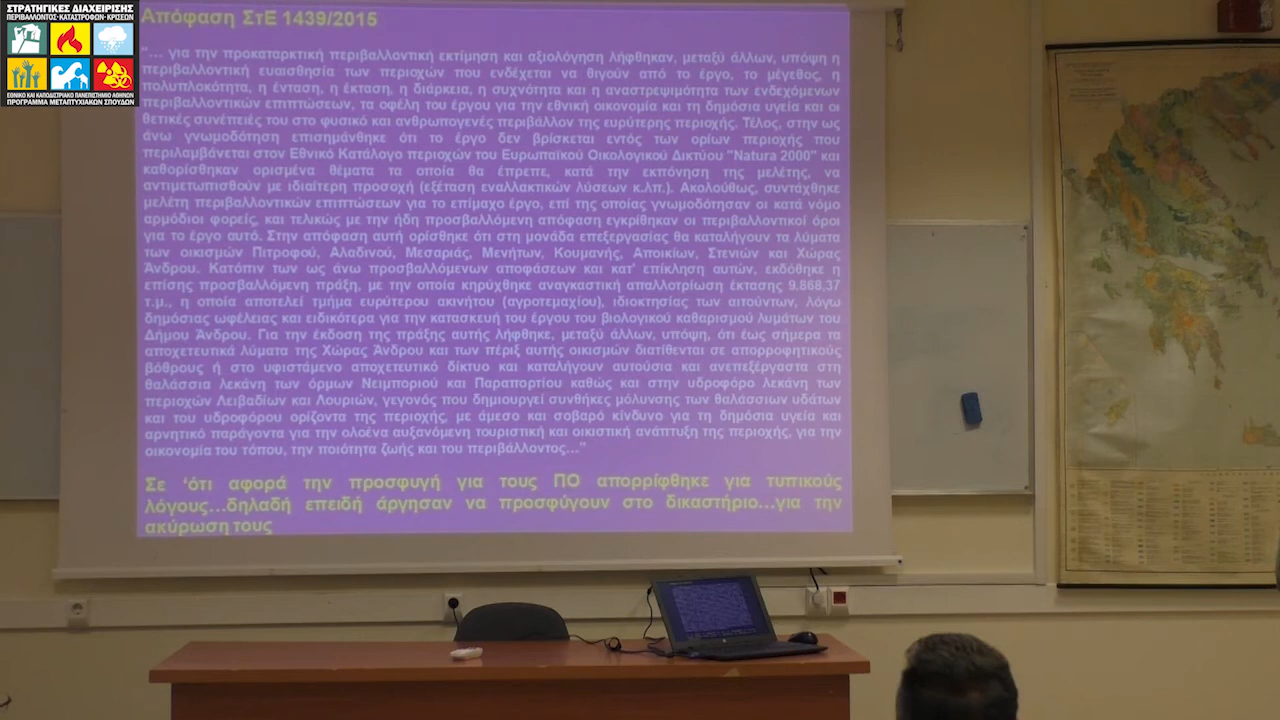 ΣΤΡΑΤΗΓΙΚΕΣ ΔΙΑΧΕΙΡΙΣΗΣ
ΠΕΡΙΒΑΛΛΟΝΤΟΣ·ΚΑΤΑΣΤΡΟΦΩΝ·ΚΡΙΣΕΩΝ
ΕΘΝΙΚΟ ΚΑΙ ΚΑΠΟΔΙΣΤΡΙΑΚΟ ΠΑΝΕΠΙΣΤΗΜΙΟ ΑΘΗΝΩΝ
ΠΡΟΓΡΑΜΜΑ ΜΕΤΑΠΤΥΧΙΑΚΩΝ ΣΠΟΥΔΩΝ
Απόφαση ΣτΕ 1439/2015
"... για την προκαταρκτική περιβαλλοντική εκτίμηση και αξιολόγηση λήφθηκαν, μεταξύ άλλων, υπόψη η
περιβαλλοντική ευαισθησία των περιοχών που ενδέχεται να θιγούν από το έργο, το μέγεθος, η
πολυπλοκότητα, η ένταση, η έκταση, η διάρκεια, η συχνότητα και η αναστρεψιμότητα των ενδεχόμενων
περιβαλλοντικών επιπτώσεων, τα οφέλη του έργου για την εθνική οικονομία και τη δημόσια υγεία και οι
θετικές συνέπειές του στο φυσικό και ανθρωπογενές περιβάλλον της ευρύτερης περιοχής. Τέλος, στην ως
άνω γνωμοδότηση επισημάνθηκε ότι το έργο δεν βρίσκεται εντός των ορίων περιοχής που
περιλαμβάνεται στον Εθνικό Κατάλογο περιοχών του Ευρωπαϊκού Οικολογικού Δικτύου "Natura 2000" και
καθορίσθηκαν ορισμένα θέματα τα οποία θα έπρεπε, κατά την εκπόνηση της μελέτης, να
αντιμετωπισθούν με ιδιαίτερη προσοχή (εξέταση εναλλακτικών λύσεων κ.λπ.). Ακολούθως, συντάχθηκε
μελέτη περιβαλλοντικών επιπτώσεων για το επίμαχο έργο, επί της οποίας γνωμοδότησαν οι κατά νόμο
αρμόδιοι φορείς, και τελικώς με την ήδη προσβαλλόμενη απόφαση εγκρίθηκαν οι περιβαλλοντικοί όροι
για το έργο αυτό. Στην απόφαση αυτή ορίσθηκε ότι στη μονάδα επεξεργασίας θα καταλήγουν τα λύματα
των οικισμών Πιτροφού, Αλαδινού, Μεσαριάς, Μενήτων, Κουμανής, Αποικίων, Στενιών και Χώρας
Άνδρου. Κατόπιν των ως άνω προσβαλλόμενων αποφάσεων και κατ' επίκληση αυτών, εκδόθηκε η
επίσης προσβαλλόμενη πράξη, με την οποία κηρύχθηκε αναγκαστική απαλλοτρίωση έκτασης 9.868,37
τ.μ., η οποία αποτελεί τμήμα ευρύτερου ακινήτου (αγροτεμαχίου), ιδιοκτησίας των αιτούντων, λόγω
δημόσιας ωφέλειας και ειδικότερα για την κατασκευή του έργου του βιολογικού καθαρισμού λυμάτων του
Δήμου Άνδρου. Για την έκδοση της πράξης αυτής λήφθηκε, μεταξύ άλλων, υπόψη, ότι έως σήμερα τα
αποχετευτικά λύματα της Χώρας Άνδρου και των πέριξ αυτής οικισμών διατίθενται σε απορροφητικούς
βόθρους ή στο υφιστάμενο αποχετευτικό δίκτυο και καταλήγουν αυτούσια και ανεπεξέργαστα στη
θαλάσσια λεκάνη των όρμων Νειμποριού και Παραπορτίου καθώς και στην υδροφόρο λεκάνη των
περιοχών Λειβαδίων και Λουριών, γεγονός που δημιουργεί συνθήκες μόλυνσης των θαλάσσιων υδάτων
και του υδροφόρου ορίζοντα της περιοχής, με άμεσο και σοβαρό κίνδυνο για τη δημόσια υγεία και
αρνητικό παράγοντα για την ολοένα αυξανόμενη τουριστική και οικιστική ανάπτυξη της περιοχής, για την
οικονομία του τόπου, την ποιότητα ζωής και του περιβάλλοντος..."
Σε 'ότι αφορά την προσφυγή για τους ΠΟ απορρίφθηκε για τυπικούς
λόγους...δηλαδή επειδή άργησαν να προσφύγουν στο δικαστήριο...για την
ακύρωση τους